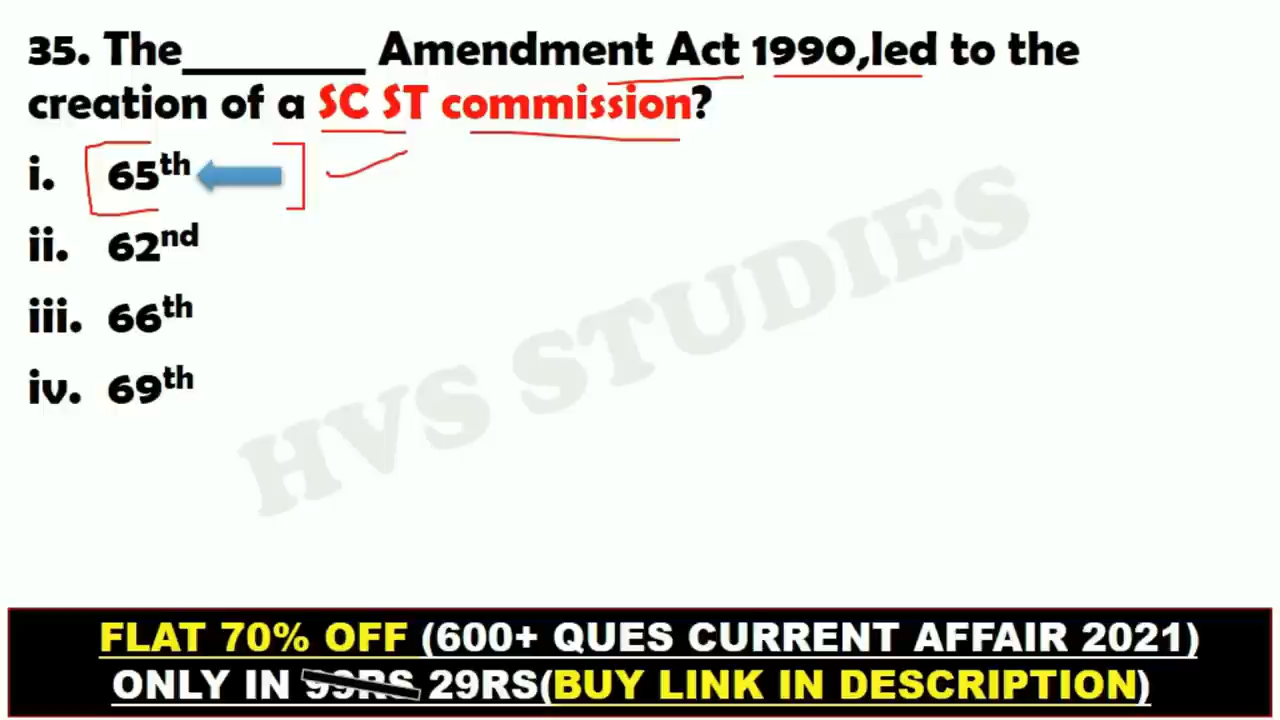 35. The_______ Amendment Act 1990,led to the
creation of a SC ST commission?
i. 65th
ii. 62nd
iii. 66th
iv. 69th
HVS STUDIES
FLAT 70% OFF (600+ QUES CURRENT AFFAIR 2021)
ONLY IN 99RS 29RS(BUY LINK IN DESCRIPTION)